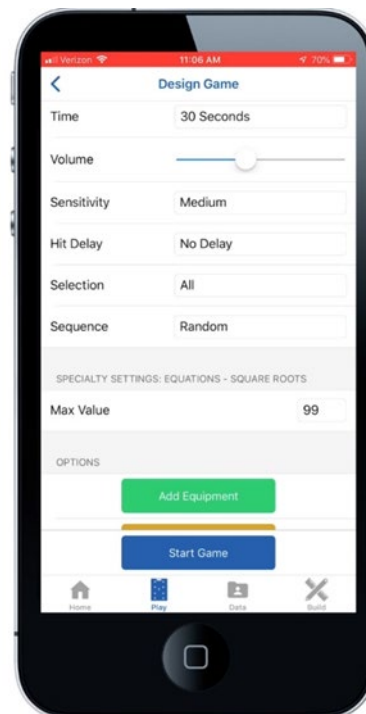 Verizon 11:06 AM 70%
Design Game
Time 30 Seconds
Volume
Sensitivity Medium
Hit Delay No Delay
Selection All
Sequence Random
SPECIALTY SETTINGS: EQUATIONS - SQUARE ROOTS
Max Value 99
OPTIONS
Add Equipment
Start Game
Home Play Data Build